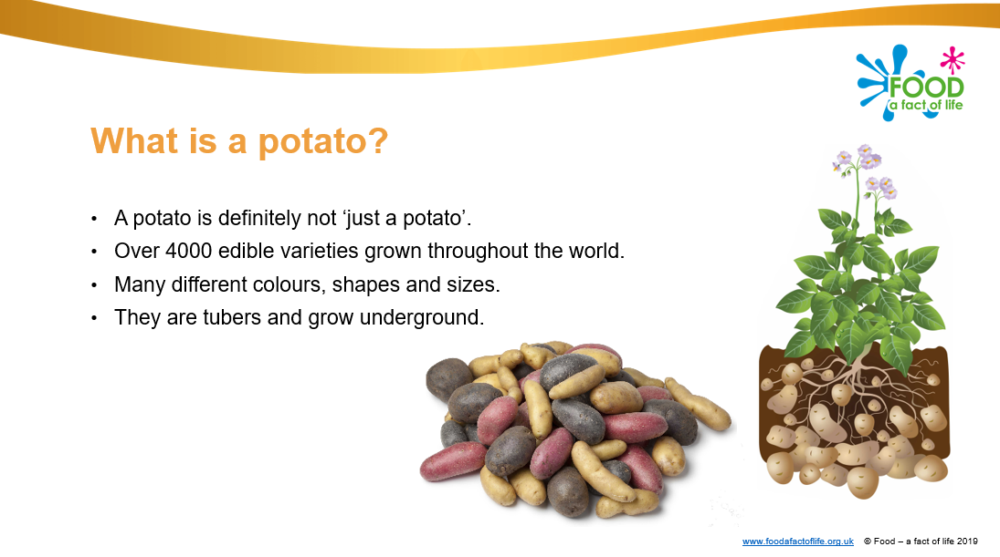 FOOD
a fact of life
What is a potato?
• A potato is definitely not ‘just a potato’.
• Over 4000 edible varieties grown throughout the world.
• Many different colours, shapes and sizes.
• They are tubers and grow underground.
www.foodafactoflife.org.uk © Food – a fact of life 2019